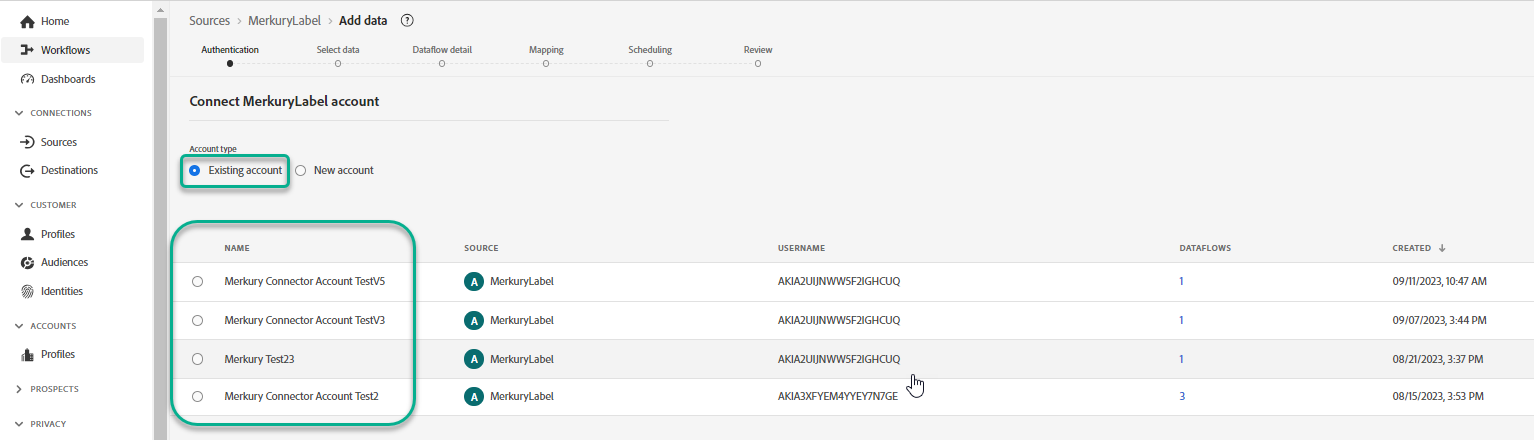 Home
Workflows
Dashboards
CONNECTIONS
Sources
Destinations
CUSTOMER
Profiles
Audiences
Identities
ACCOUNTS
Profiles
PROSPECTS
PRIVACY
Sources > MerkuryLabel > Add data ?
Authentication Select data Dataflow detail Mapping Scheduling Review
Connect MerkuryLabel account
Account type
Existing account New account
NAME SOURCE USERNAME DATAFLOWS CREATED ↓
Merkury Connector Account TestV5 A MerkuryLabel AKIA2UIJNWW5F2IGHCUQ 1 09/11/2023, 10:47 AM
Merkury Connector Account TestV3 A MerkuryLabel AKIA2UIJNWW5F2IGHCUQ 1 09/07/2023, 3:44 PM
Merkury Test23 A MerkuryLabel AKIA2UIJNWW5F2IGHCUQ 1 08/21/2023, 3:37 PM
Merkury Connector Account Test2 A MerkuryLabel AKIA3XFYEM4YYEY7N7GE 3 08/15/2023, 3:53 PM